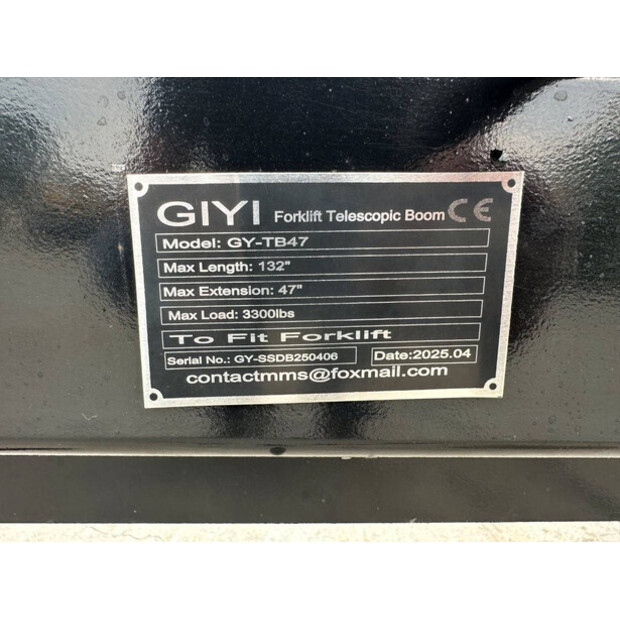 GIYI Forklift Telescopic Boom CE
Model: GY-TB47
Max Length: 132"
Max Extension: 47"
Max Load: 3300lbs
To Fit Forklift
Serial No.: GY-SSDB250406 Date:2025.04
contactmms@foxmail.com